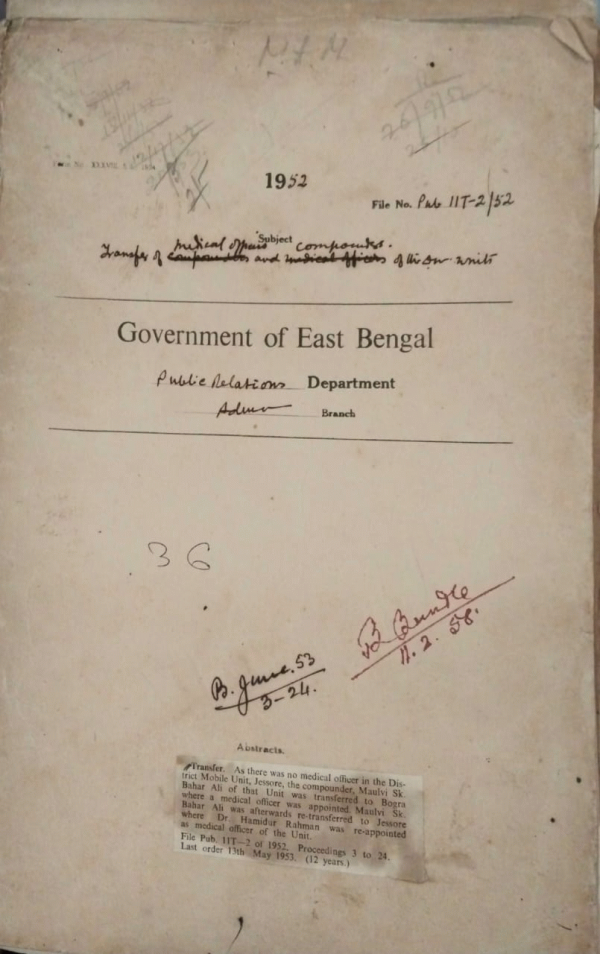 M & M
1952
File No. Pub. 11T-2/52
Subject
medical officers compounder.
Transfer of compounders and medical officers of the Dr. units
Government of East Bengal
Public Relations Department
Admn Branch
36
B Bundle
11.2.58.
B. June. 53
3-24.
Abstracts.
Transfer. As there was no medical officer in the Dis-
trict Mobile Unit, Jessore, the compounder, Maulvi Sk.
Bahar Ali of that Unit was transferred to Bogra
where a medical officer was appointed. Maulvi Sk.
Bahar Ali was afterwards re-transferred to Jessore
where Dr. Hamidur Rahman was re-appointed
as medical officer of the Unit.
File Pub. 11T—2 of 1952. Proceedings 3 to 24.
Last order 13th May 1953. (12 years.)